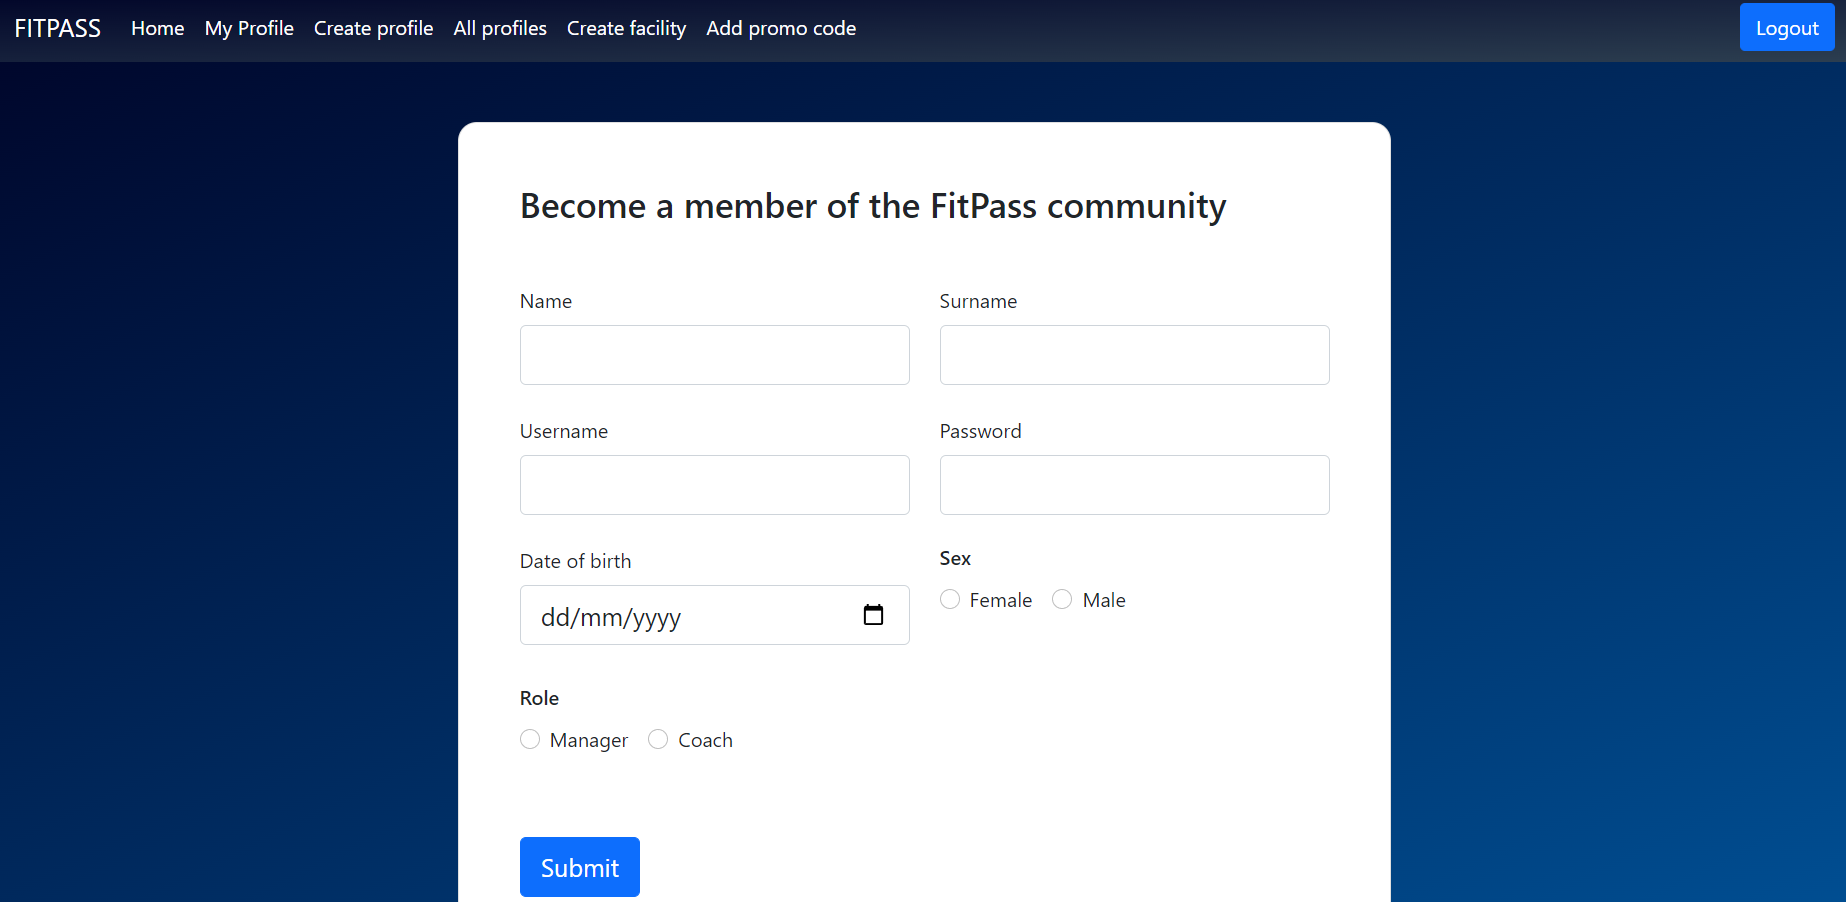 FITPASS Home My Profile Create profile All profiles Create facility Add promo code Logout
Become a member of the FitPass community
Name Surname
Username Password
Date of birth Sex
dd/mm/yyyy Female Male
Role
Manager Coach
Submit